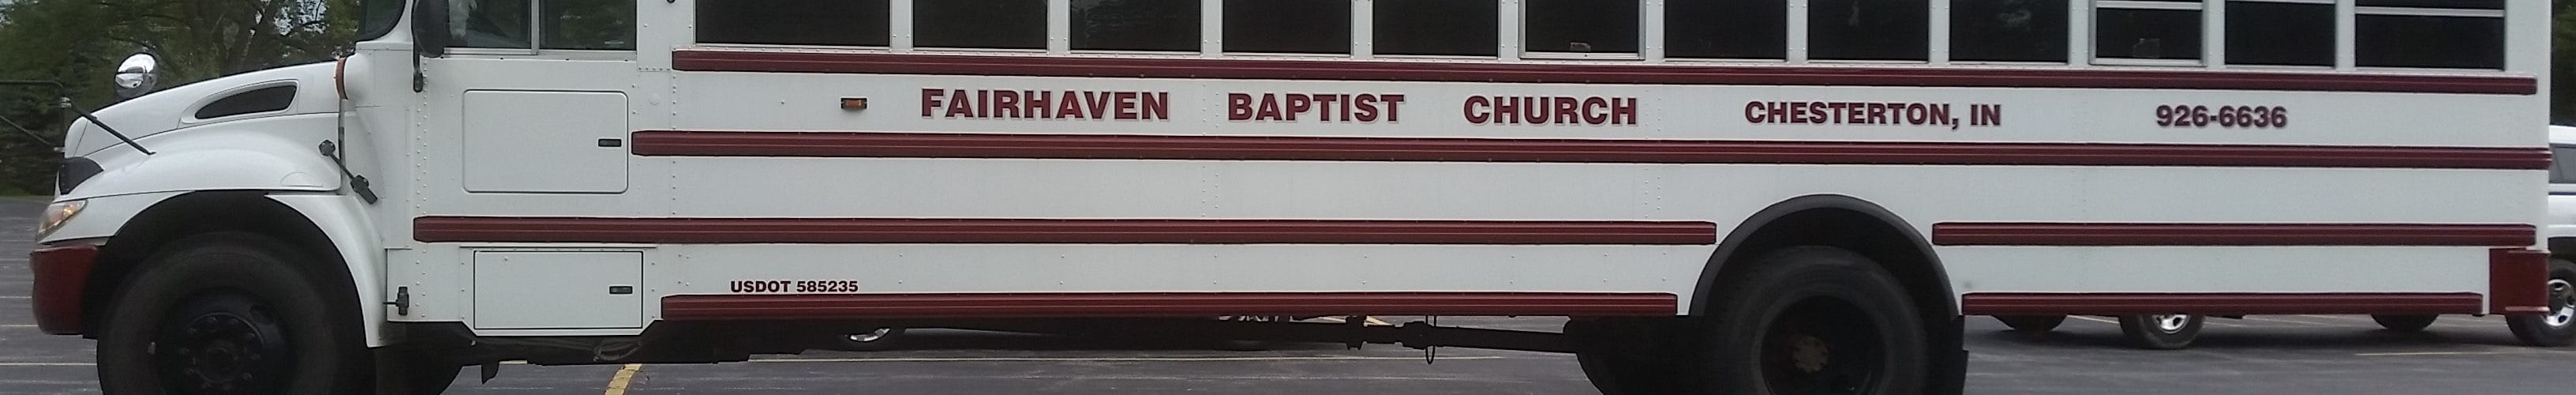 FAIRHAVEN BAPTIST CHURCH CHESTERTON, IN 926-6636
USDOT 585235